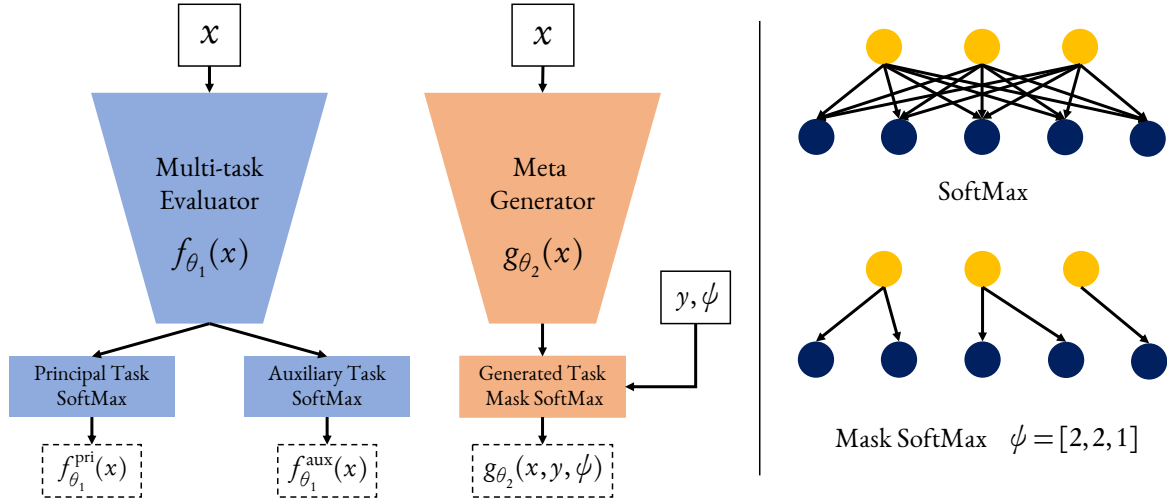 x
Multi-task
Evaluator
f_{θ_1}(x)
Principal Task
SoftMax
Auxiliary Task
SoftMax
f_{θ_1}^{pri}(x)
f_{θ_1}^{aux}(x)
x
Meta
Generator
g_{θ_2}(x)
y, ψ
Generated Task
Mask SoftMax
g_{θ_2}(x, y, ψ)
SoftMax
Mask SoftMax ψ = [2, 2, 1]